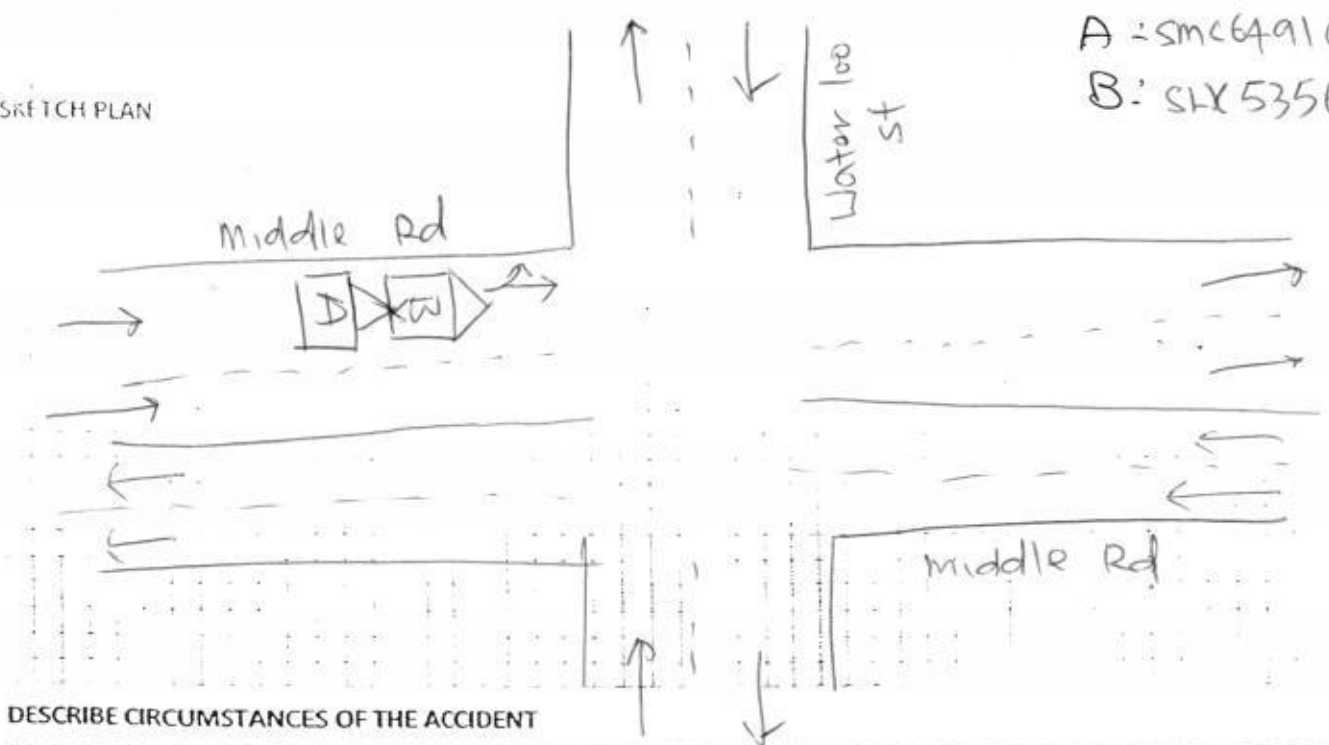 A : SMC6491
B : SLX535
SKETCH PLAN
Water loo
st
Middle Rd
B
Middle Rd
DESCRIBE CIRCUMSTANCES OF THE ACCIDENT